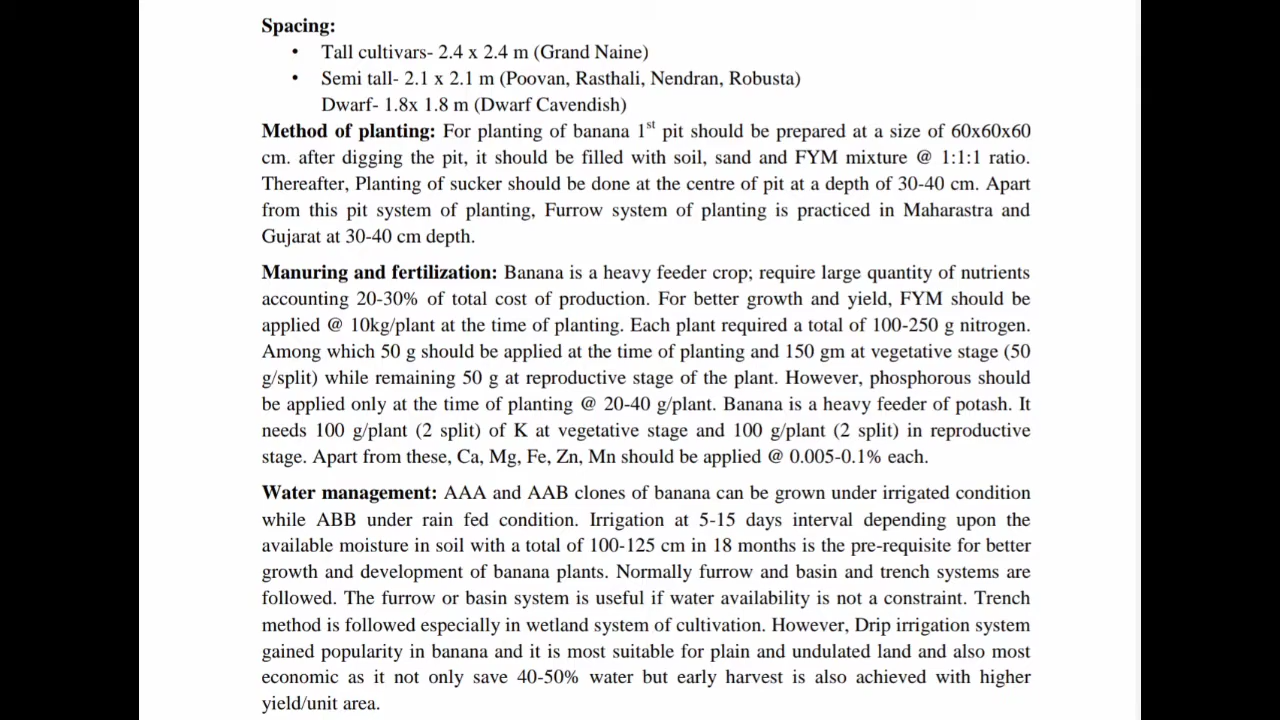 Spacing:
• Tall cultivars- 2.4 x 2.4 m (Grand Naine)
• Semi tall- 2.1 x 2.1 m (Poovan, Rasthali, Nendran, Robusta)
Dwarf- 1.8x 1.8 m (Dwarf Cavendish)
Method of planting: For planting of banana 1st pit should be prepared at a size of 60x60x60
cm. after digging the pit, it should be filled with soil, sand and FYM mixture @ 1:1:1 ratio.
Thereafter, Planting of sucker should be done at the centre of pit at a depth of 30-40 cm. Apart
from this pit system of planting, Furrow system of planting is practiced in Maharastra and
Gujarat at 30-40 cm depth.
Manuring and fertilization: Banana is a heavy feeder crop; require large quantity of nutrients
accounting 20-30% of total cost of production. For better growth and yield, FYM should be
applied @ 10kg/plant at the time of planting. Each plant required a total of 100-250 g nitrogen.
Among which 50 g should be applied at the time of planting and 150 gm at vegetative stage (50
g/split) while remaining 50 g at reproductive stage of the plant. However, phosphorous should
be applied only at the time of planting @ 20-40 g/plant. Banana is a heavy feeder of potash. It
needs 100 g/plant (2 split) of K at vegetative stage and 100 g/plant (2 split) in reproductive
stage. Apart from these, Ca, Mg, Fe, Zn, Mn should be applied @ 0.005-0.1% each.
Water management: AAA and AAB clones of banana can be grown under irrigated condition
while ABB under rain fed condition. Irrigation at 5-15 days interval depending upon the
available moisture in soil with a total of 100-125 cm in 18 months is the pre-requisite for better
growth and development of banana plants. Normally furrow and basin and trench systems are
followed. The furrow or basin system is useful if water availability is not a constraint. Trench
method is followed especially in wetland system of cultivation. However, Drip irrigation system
gained popularity in banana and it is most suitable for plain and undulated land and also most
economic as it not only save 40-50% water but early harvest is also achieved with higher
yield/unit area.